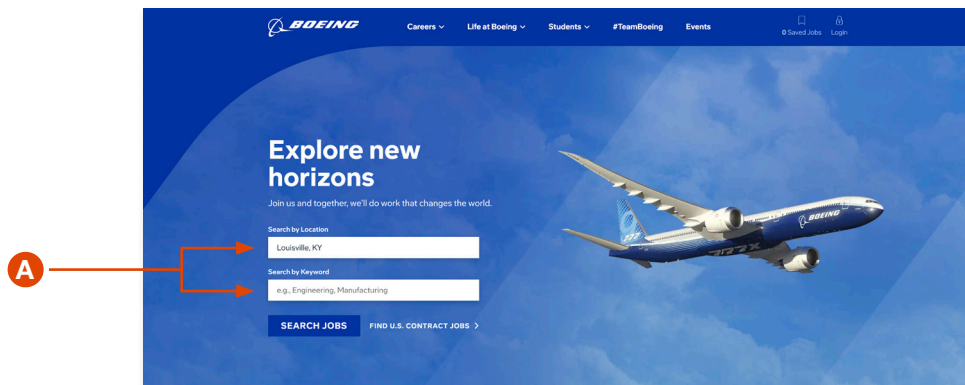 BOEING
Careers Life at Boeing Students #TeamBoeing Events
0 Saved Jobs Login
Explore new
horizons
Join us and together, we'll do work that changes the world.
Search by Location
Louisville, KY
A
Search by Keyword
e.g., Engineering, Manufacturing
SEARCH JOBS FIND U.S. CONTRACT JOBS >
BOEING
777X
777